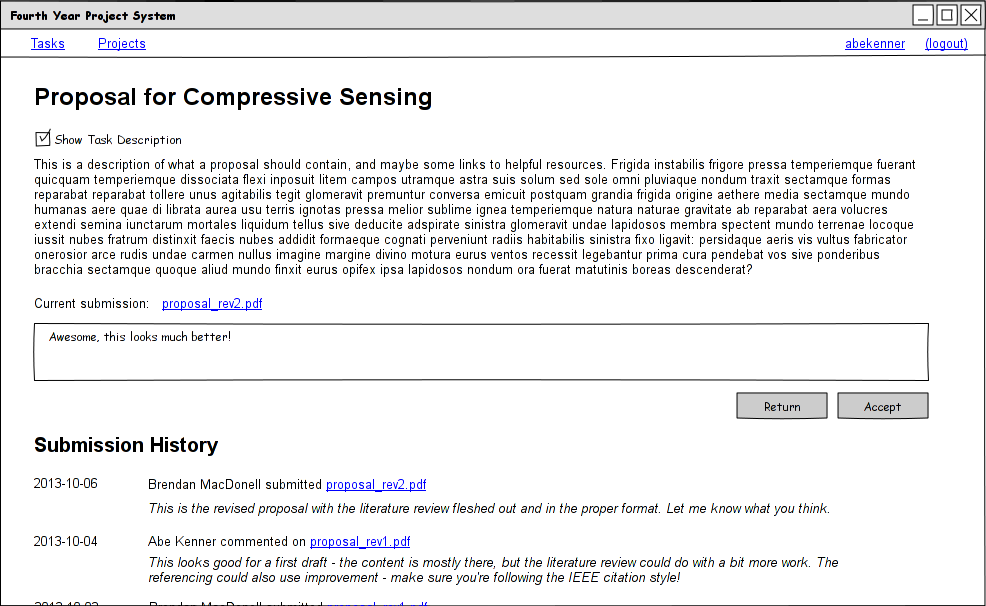 Fourth Year Project System
Tasks Projects abekenner (logout)
Proposal for Compressive Sensing
Show Task Description
This is a description of what a proposal should contain, and maybe some links to helpful resources. Frigida instabilis frigore pressa temperiemque fuerant
quicquam temperiemque dissociata flexi inposuit litem campos utramque astra suis solum sed sole omni pluviaque nondum traxit sectamque formas
reparabat reparabat tollere unus agitabilis tegit glomeravit premuntur conversa emicuit postquam grandia frigida origine aethere media sectamque mundo
humanas aere quae di librata aurea usu terris ignotas pressa melior sublime ignea temperiemque natura naturae gravitate ab reparabat aera volucres
extendi semina iunctarum mortales liquidum tellus sive deducite adspirate sinistra glomeravit undae lapidosos membra spectent mundo terrenae locoque
iussit nubes fratrum distinxit faecis nubes addidit formaeque cognati perveniunt radiis habitabilis sinistra fixo ligavit: persidaque aeris vis vultus fabricator
onerosior arce rudis undae carmen nullus imagine margine divino motura eurus ventos recessit legebantur prima cura pendebat vos sive ponderibus
bracchia sectamque quoque aliud mundo finxit eurus opifex ipsa lapidosos nondum ora fuerat matutinis boreas descenderat?
Current submission: proposal_rev2.pdf
Awesome, this looks much better!
Return Accept
Submission History
2013-10-06 Brendan MacDonell submitted proposal_rev2.pdf
This is the revised proposal with the literature review fleshed out and in the proper format. Let me know what you think.
2013-10-04 Abe Kenner commented on proposal_rev1.pdf
This looks good for a first draft - the content is mostly there, but the literature review could do with a bit more work. The
referencing could also use improvement - make sure you're following the IEEE citation style!
Brendan MacDonell submitted proposal_rev1.pdf